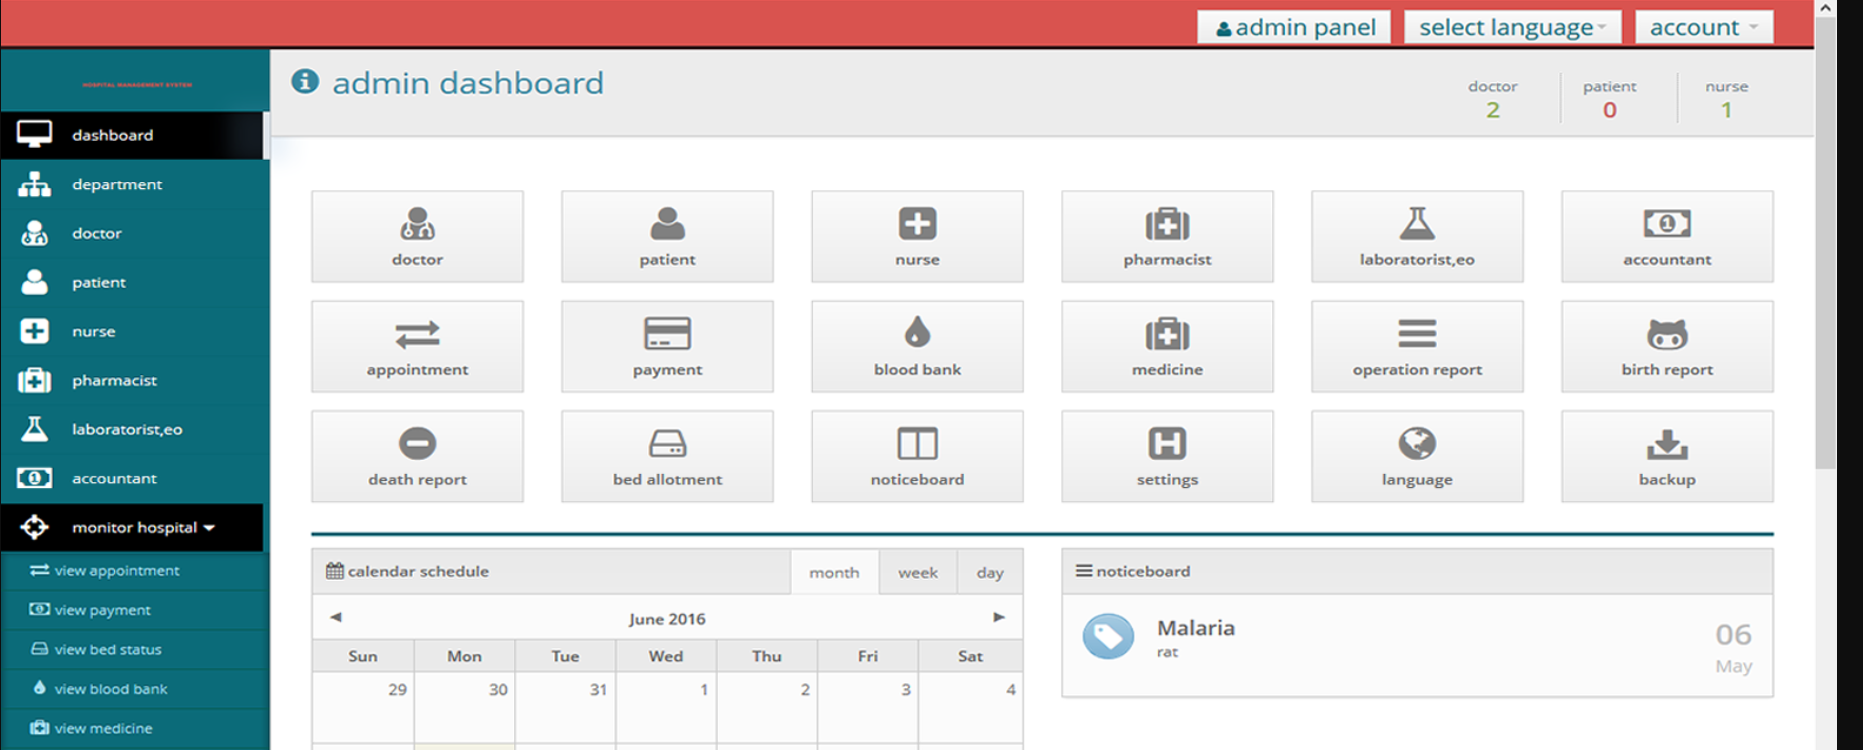 admin panel
select language
account
HOSPITAL MANAGEMENT SYSTEM
admin dashboard
doctor
2
patient
0
nurse
1
dashboard
department
doctor
patient
nurse
pharmacist
laboratorist,eo
accountant
monitor hospital
view appointment
view payment
view bed status
view blood bank
view medicine
doctor
patient
nurse
pharmacist
laboratorist,eo
accountant
appointment
payment
blood bank
medicine
operation report
birth report
death report
bed allotment
noticeboard
settings
language
backup
calendar schedule
month
week
day
June 2016
Sun Mon Tue Wed Thu Fri Sat
29 30 31 1 2 3 4
noticeboard
Malaria
rat
06
May